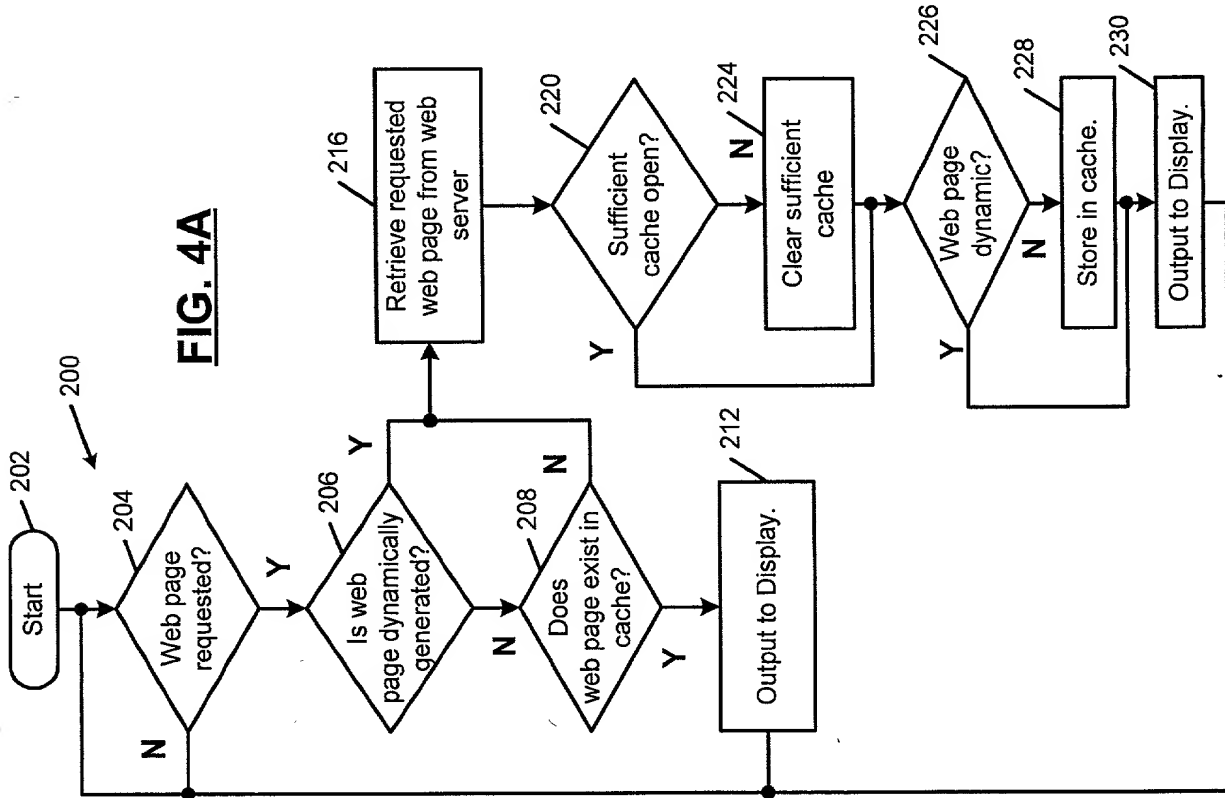 FIG. 4A
200
202
Start
204
Web page
requested?
N
Y
206
Is web
page dynamically
generated?
Y
N
208
Does
web page exist in
cache?
N
Y
212
Output to Display.
216
Retrieve requested
web page from web
server
220
Sufficient
cache open?
Y
N
224
Clear sufficient
cache
226
Web page
dynamic?
Y
N
228
Store in cache.
230
Output to Display.